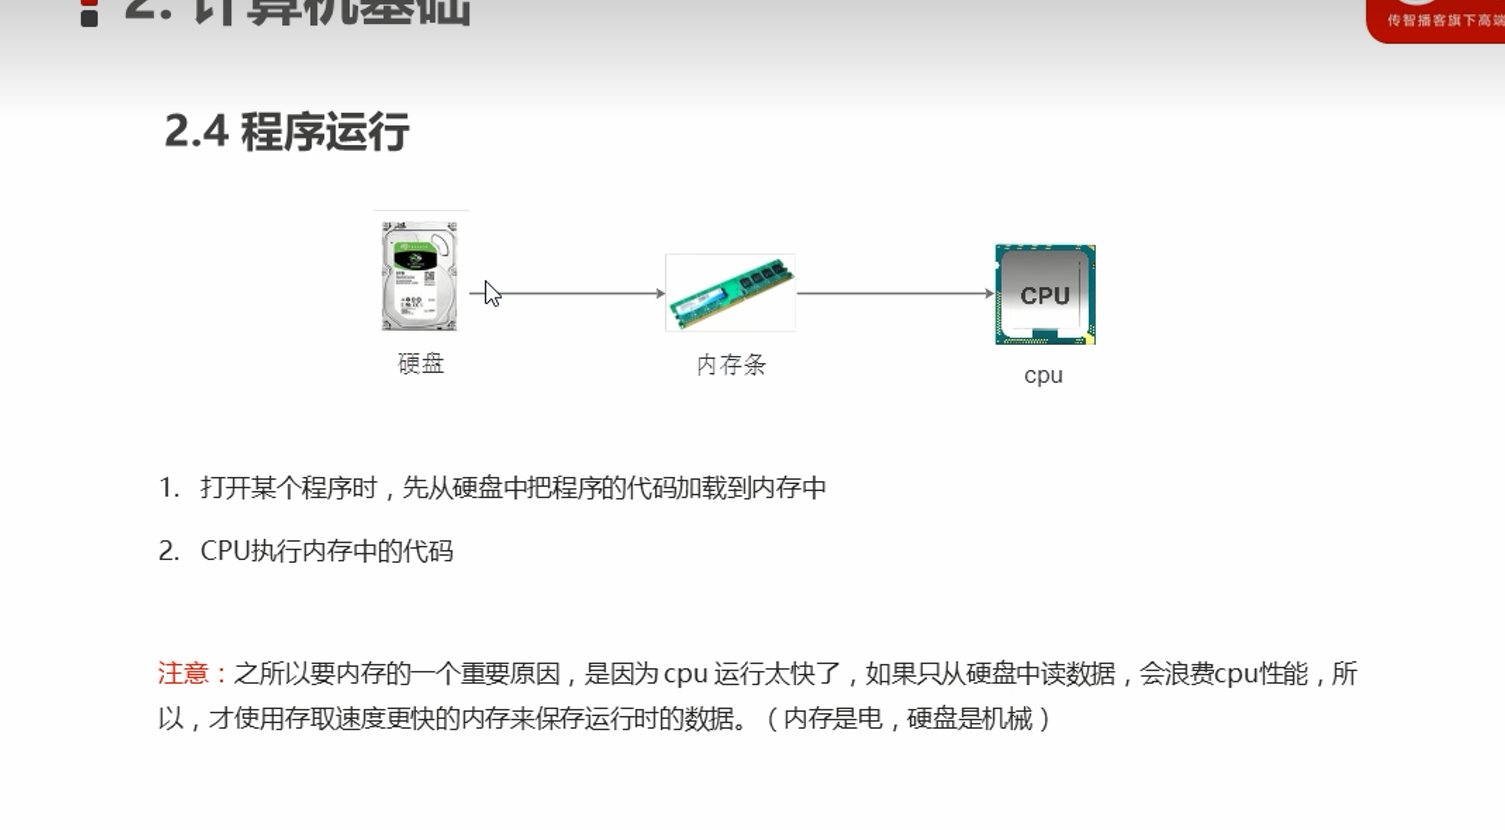 2. 计算机基础
传智播客旗下高端
2.4 程序运行
CPU
硬盘
内存条
cpu
1. 打开某个程序时，先从硬盘中把程序的代码加载到内存中
2. CPU执行内存中的代码
注意：之所以要内存的一个重要原因，是因为 cpu 运行太快了，如果只从硬盘中读数据，会浪费cpu性能，所
以，才使用存取速度更快的内存来保存运行时的数据。（内存是电，硬盘是机械）